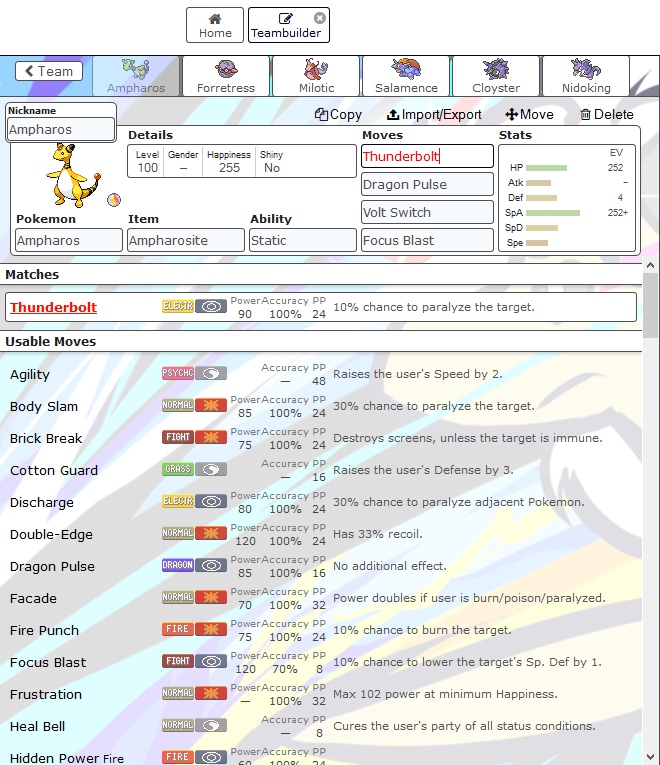 Home
Teambuilder
Team
Ampharos
Forretress
Milotic
Salamence
Cloyster
Nidoking
Nickname
Ampharos
Copy
Import/Export
Move
Delete
Details
Moves
Stats
Level Gender Happiness Shiny
100 – 255 No
Thunderbolt
Dragon Pulse
Volt Switch
Focus Blast
EV
HP 252
Atk –
Def 4
SpA 252+
SpD
Spe
Pokemon Item Ability
Ampharos Ampharosite Static
Matches
Thunderbolt ELECTR Power 90 Accuracy 100% PP 24 10% chance to paralyze the target.
Usable Moves
Agility PSYCHC Accuracy — PP 48 Raises the user's Speed by 2.
Body Slam NORMAL Power 85 Accuracy 100% PP 24 30% chance to paralyze the target.
Brick Break FIGHT Power 75 Accuracy 100% PP 24 Destroys screens, unless the target is immune.
Cotton Guard GRASS Accuracy — PP 16 Raises the user's Defense by 3.
Discharge ELECTR Power 80 Accuracy 100% PP 24 30% chance to paralyze adjacent Pokemon.
Double-Edge NORMAL Power 120 Accuracy 100% PP 24 Has 33% recoil.
Dragon Pulse DRAGON Power 85 Accuracy 100% PP 16 No additional effect.
Facade NORMAL Power 70 Accuracy 100% PP 32 Power doubles if user is burn/poison/paralyzed.
Fire Punch FIRE Power 75 Accuracy 100% PP 24 10% chance to burn the target.
Focus Blast FIGHT Power 120 Accuracy 70% PP 8 10% chance to lower the target's Sp. Def by 1.
Frustration NORMAL Power — Accuracy 100% PP 32 Max 102 power at minimum Happiness.
Heal Bell NORMAL Accuracy — PP 8 Cures the user's party of all status conditions.
Hidden Power Fire FIRE Power 60 Accuracy 100% PP 24